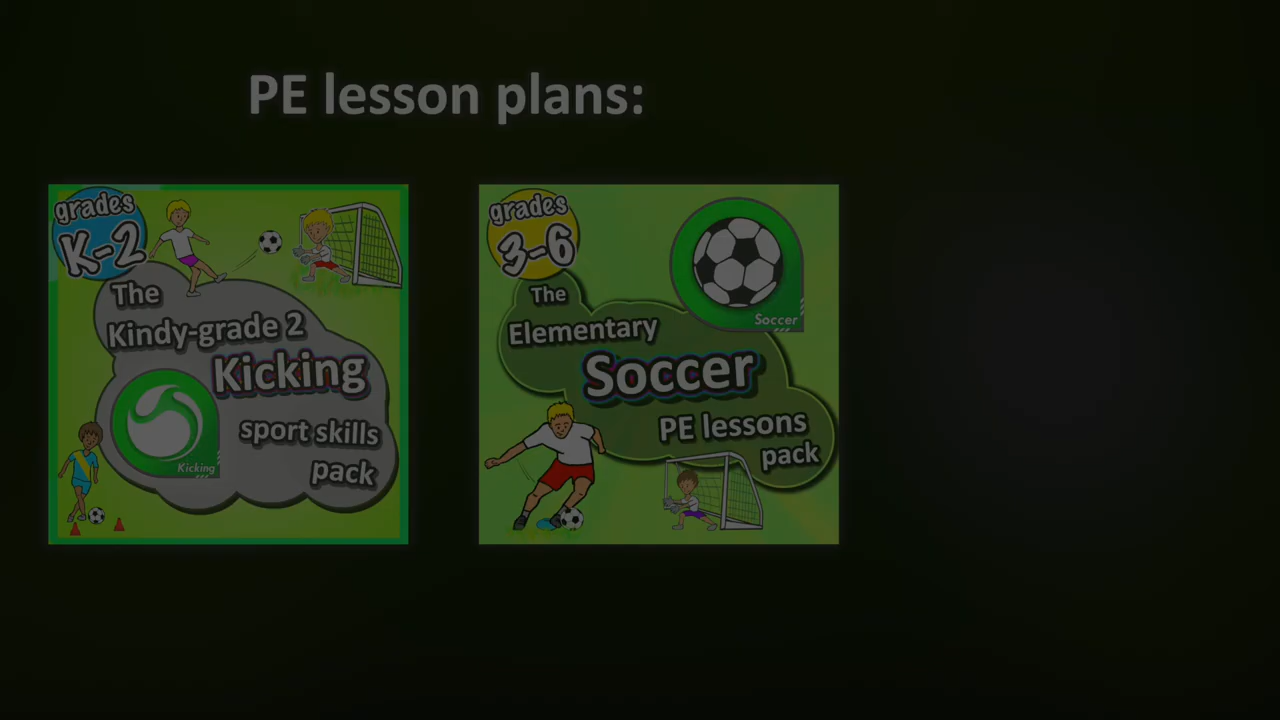 PE lesson plans:
grades
K-2
The
Kindy-grade 2
Kicking
sport skills
pack
Kicking
grades
3-6
The
Elementary
Soccer
PE lessons
pack
Soccer